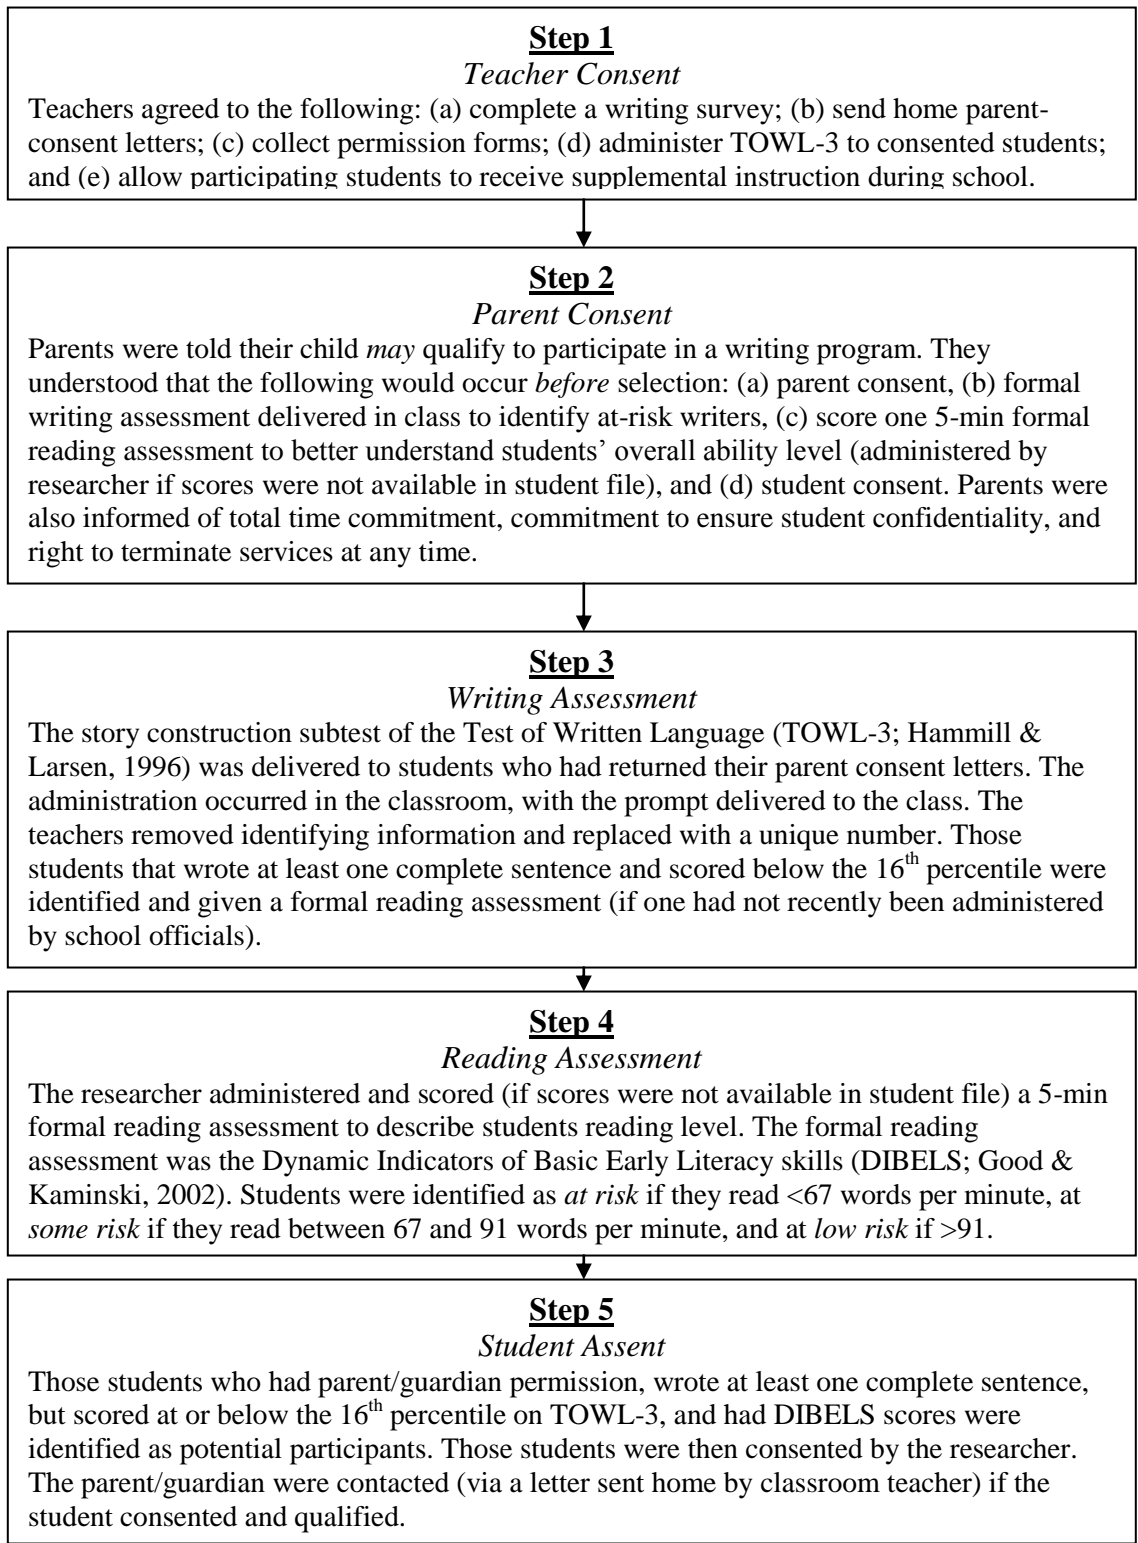 Step 1
Teacher Consent
Teachers agreed to the following: (a) complete a writing survey; (b) send home parent-
consent letters; (c) collect permission forms; (d) administer TOWL-3 to consented students;
and (e) allow participating students to receive supplemental instruction during school.
Step 2
Parent Consent
Parents were told their child may qualify to participate in a writing program. They
understood that the following would occur before selection: (a) parent consent, (b) formal
writing assessment delivered in class to identify at-risk writers, (c) score one 5-min formal
reading assessment to better understand students’ overall ability level (administered by
researcher if scores were not available in student file), and (d) student consent. Parents were
also informed of total time commitment, commitment to ensure student confidentiality, and
right to terminate services at any time.
Step 3
Writing Assessment
The story construction subtest of the Test of Written Language (TOWL-3; Hammill &
Larsen, 1996) was delivered to students who had returned their parent consent letters. The
administration occurred in the classroom, with the prompt delivered to the class. The
teachers removed identifying information and replaced with a unique number. Those
students that wrote at least one complete sentence and scored below the 16th percentile were
identified and given a formal reading assessment (if one had not recently been administered
by school officials).
Step 4
Reading Assessment
The researcher administered and scored (if scores were not available in student file) a 5-min
formal reading assessment to describe students reading level. The formal reading
assessment was the Dynamic Indicators of Basic Early Literacy skills (DIBELS; Good &
Kaminski, 2002). Students were identified as at risk if they read <67 words per minute, at
some risk if they read between 67 and 91 words per minute, and at low risk if >91.
Step 5
Student Assent
Those students who had parent/guardian permission, wrote at least one complete sentence,
but scored at or below the 16th percentile on TOWL-3, and had DIBELS scores were
identified as potential participants. Those students were then consented by the researcher.
The parent/guardian were contacted (via a letter sent home by classroom teacher) if the
student consented and qualified.